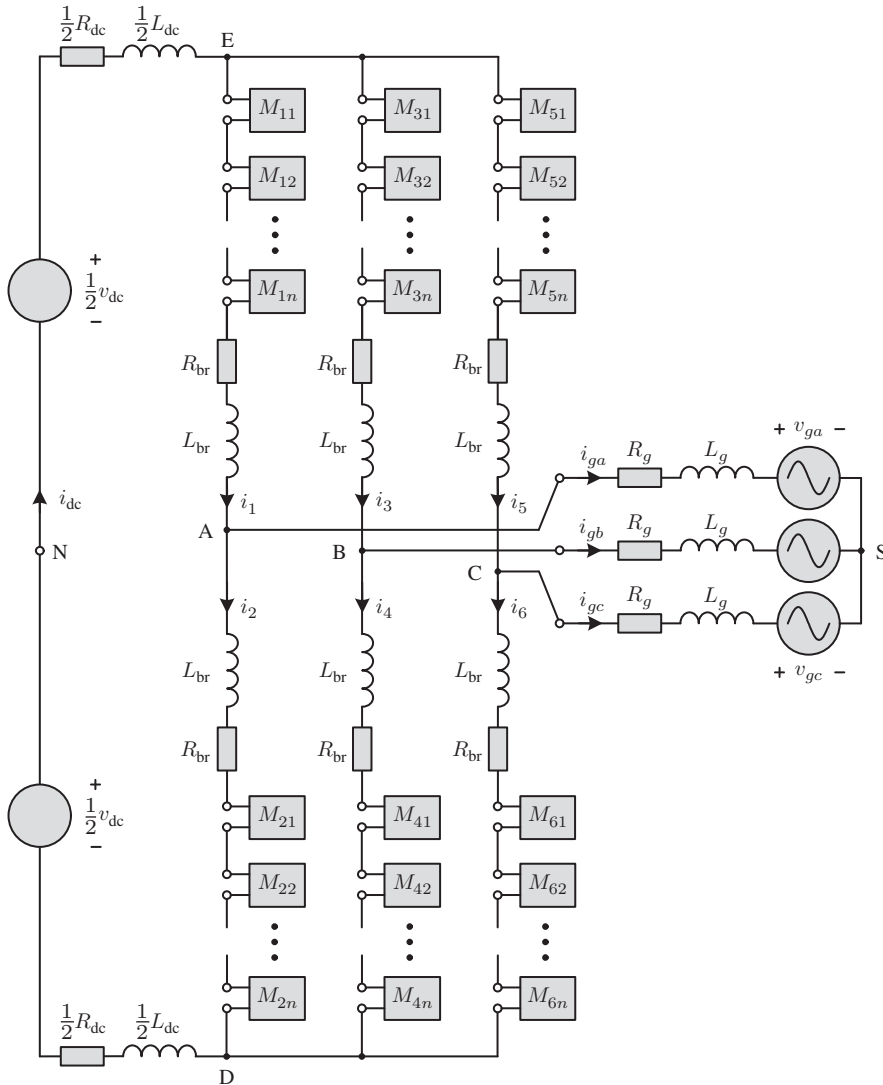 ½R_dc ½L_dc E
M_11 M_31 M_51
M_12 M_32 M_52
+
½v_dc
−
M_1n M_3n M_5n
R_br R_br R_br
L_br L_br L_br
+ v_ga −
i_ga R_g L_g
i_dc i_1 i_3 i_5
A
i_gb R_g L_g
N B S
C
i_gc R_g L_g
i_2 i_4 i_6
+ v_gc −
L_br L_br L_br
R_br R_br R_br
+
½v_dc
−
M_21 M_41 M_61
M_22 M_42 M_62
M_2n M_4n M_6n
½R_dc ½L_dc
D